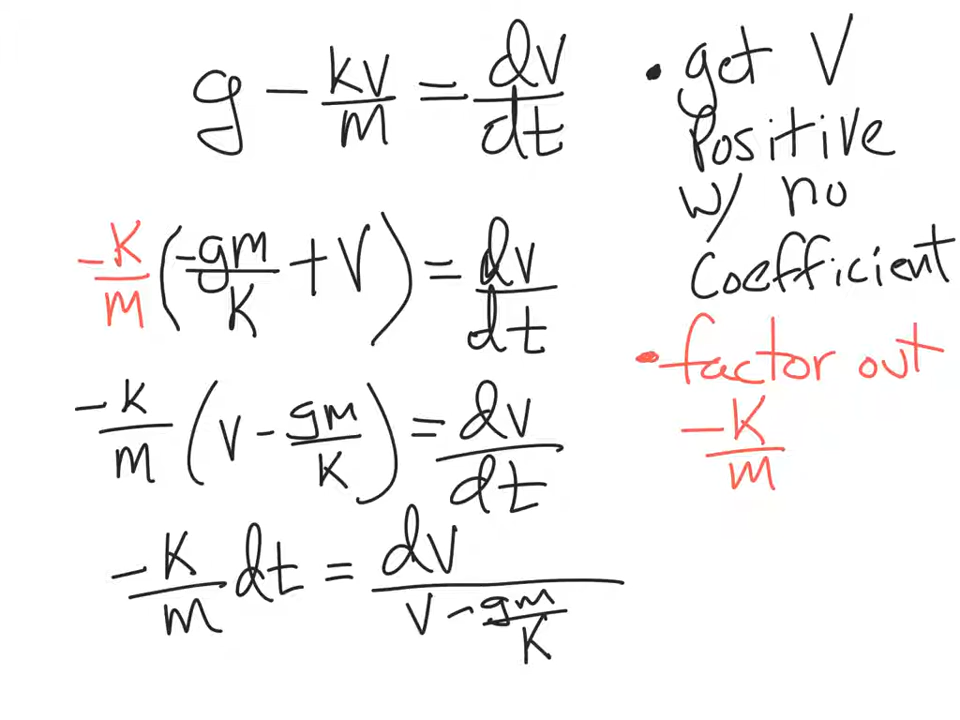 g - kv/m = dv/dt
-k/m (-gm/k + v) = dv/dt
-k/m (v - gm/k) = dv/dt
-k/m dt = dv/(v - gm/k)
• get V
Positive
w/ no
Coefficient
• factor out
-k/m